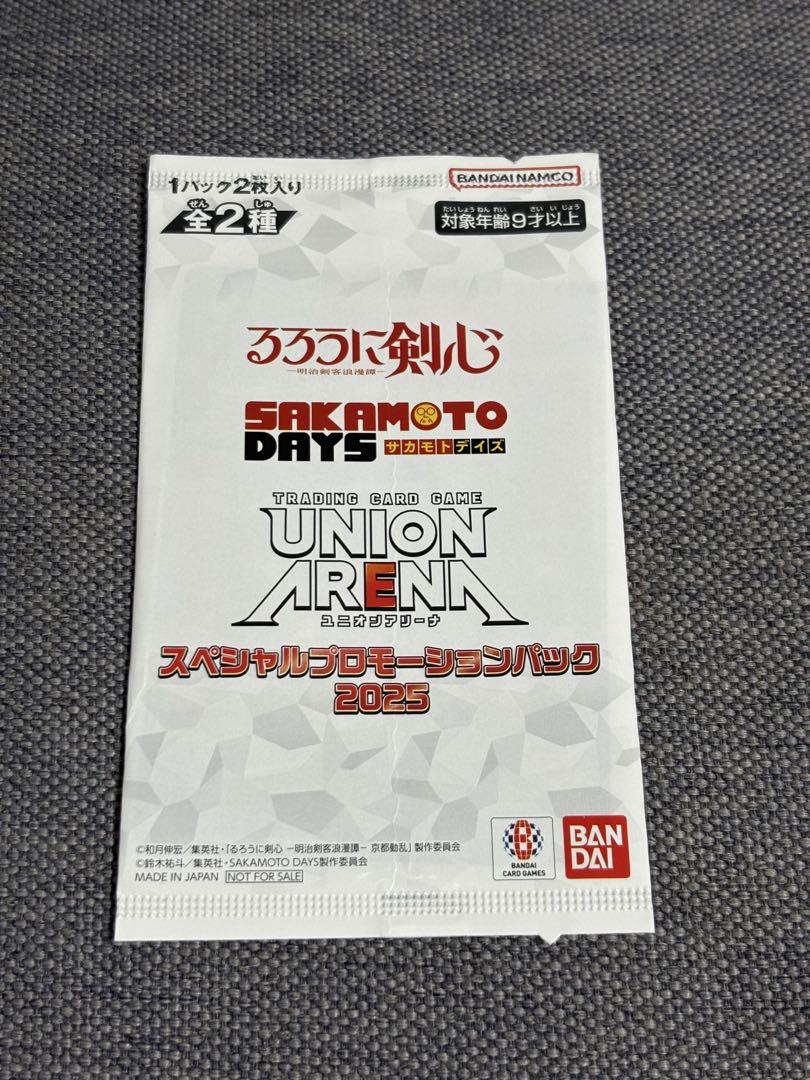 1パック2枚入り
全2種
BANDAI NAMCO
対象年齢9才以上
るろうに剣心
−明治剣客浪漫譚−
SAKAMOTO
DAYS サカモトデイズ
TRADING CARD GAME
UNION
ARENA
ユニオンアリーナ
スペシャルプロモーションパック
2025
©和月伸宏/集英社・「るろうに剣心 −明治剣客浪漫譚− 京都動乱」製作委員会
©鈴木祐斗/集英社・SAKAMOTO DAYS製作委員会
MADE IN JAPAN NOT FOR SALE
BANDAI
CARD GAMES
BAN
DAI